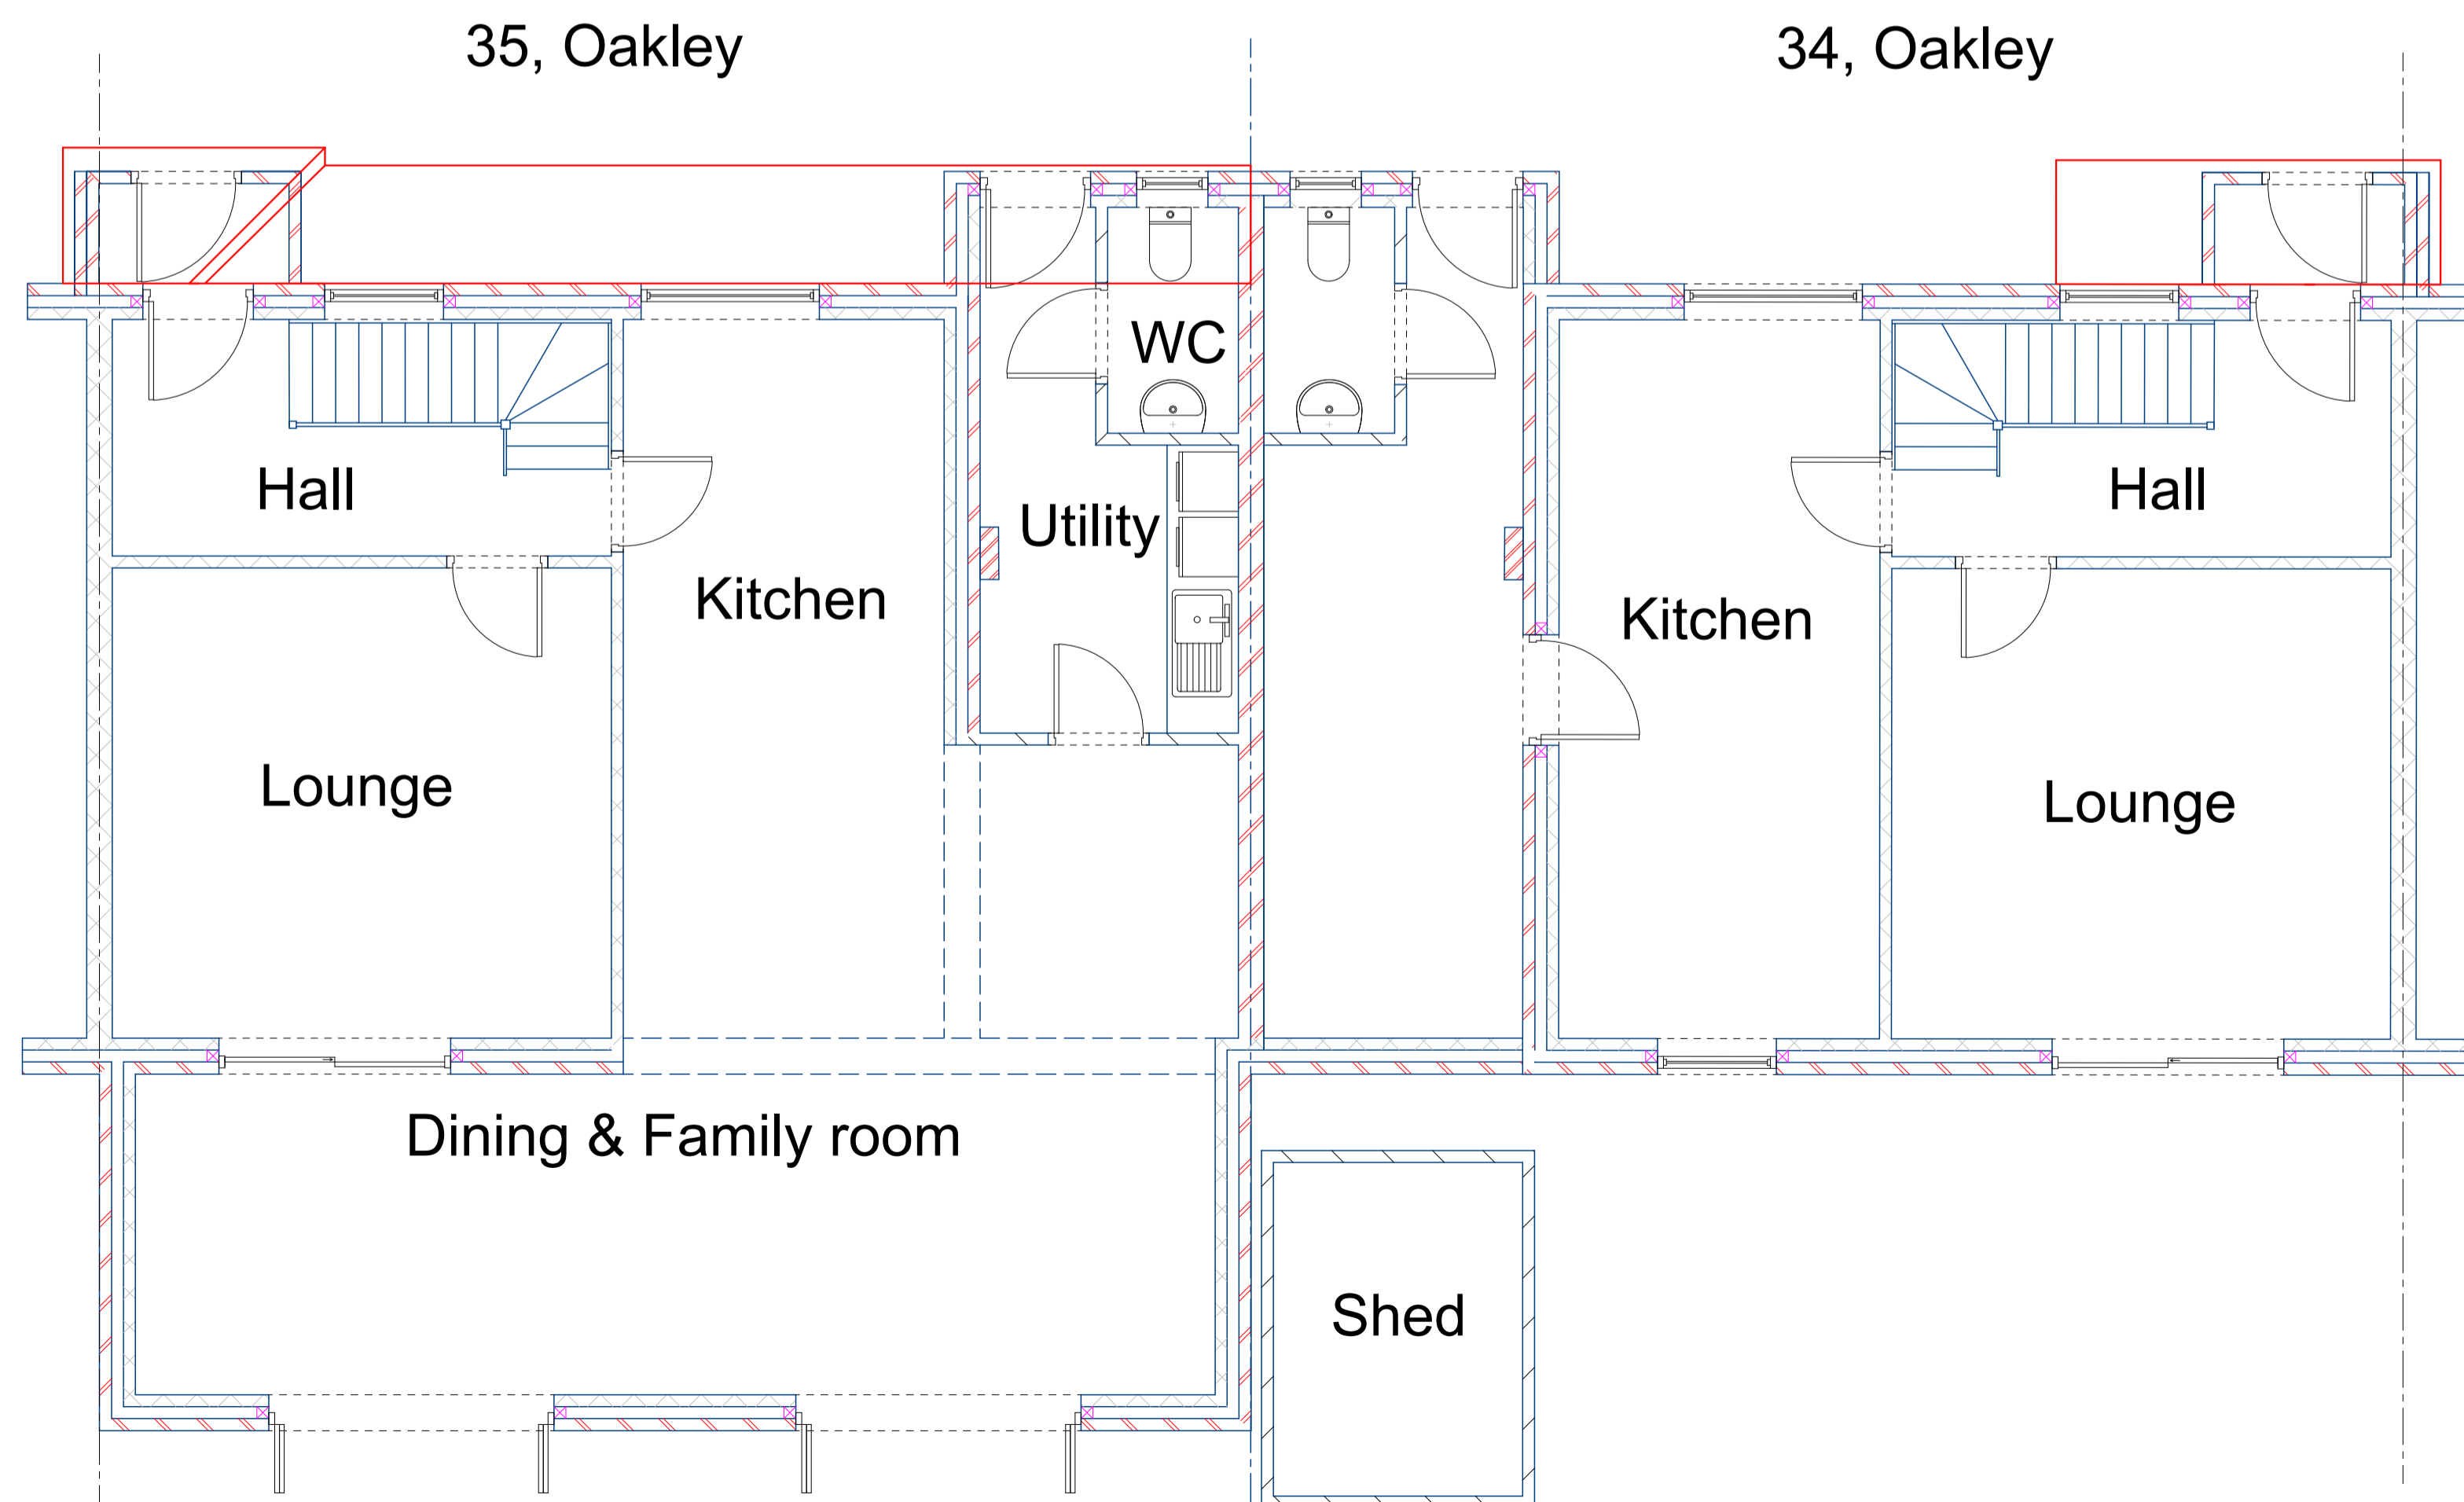 35, Oakley
34, Oakley
WC
Hall
Utility
Hall
Kitchen
Kitchen
Lounge
Lounge
Dining & Family room
Shed